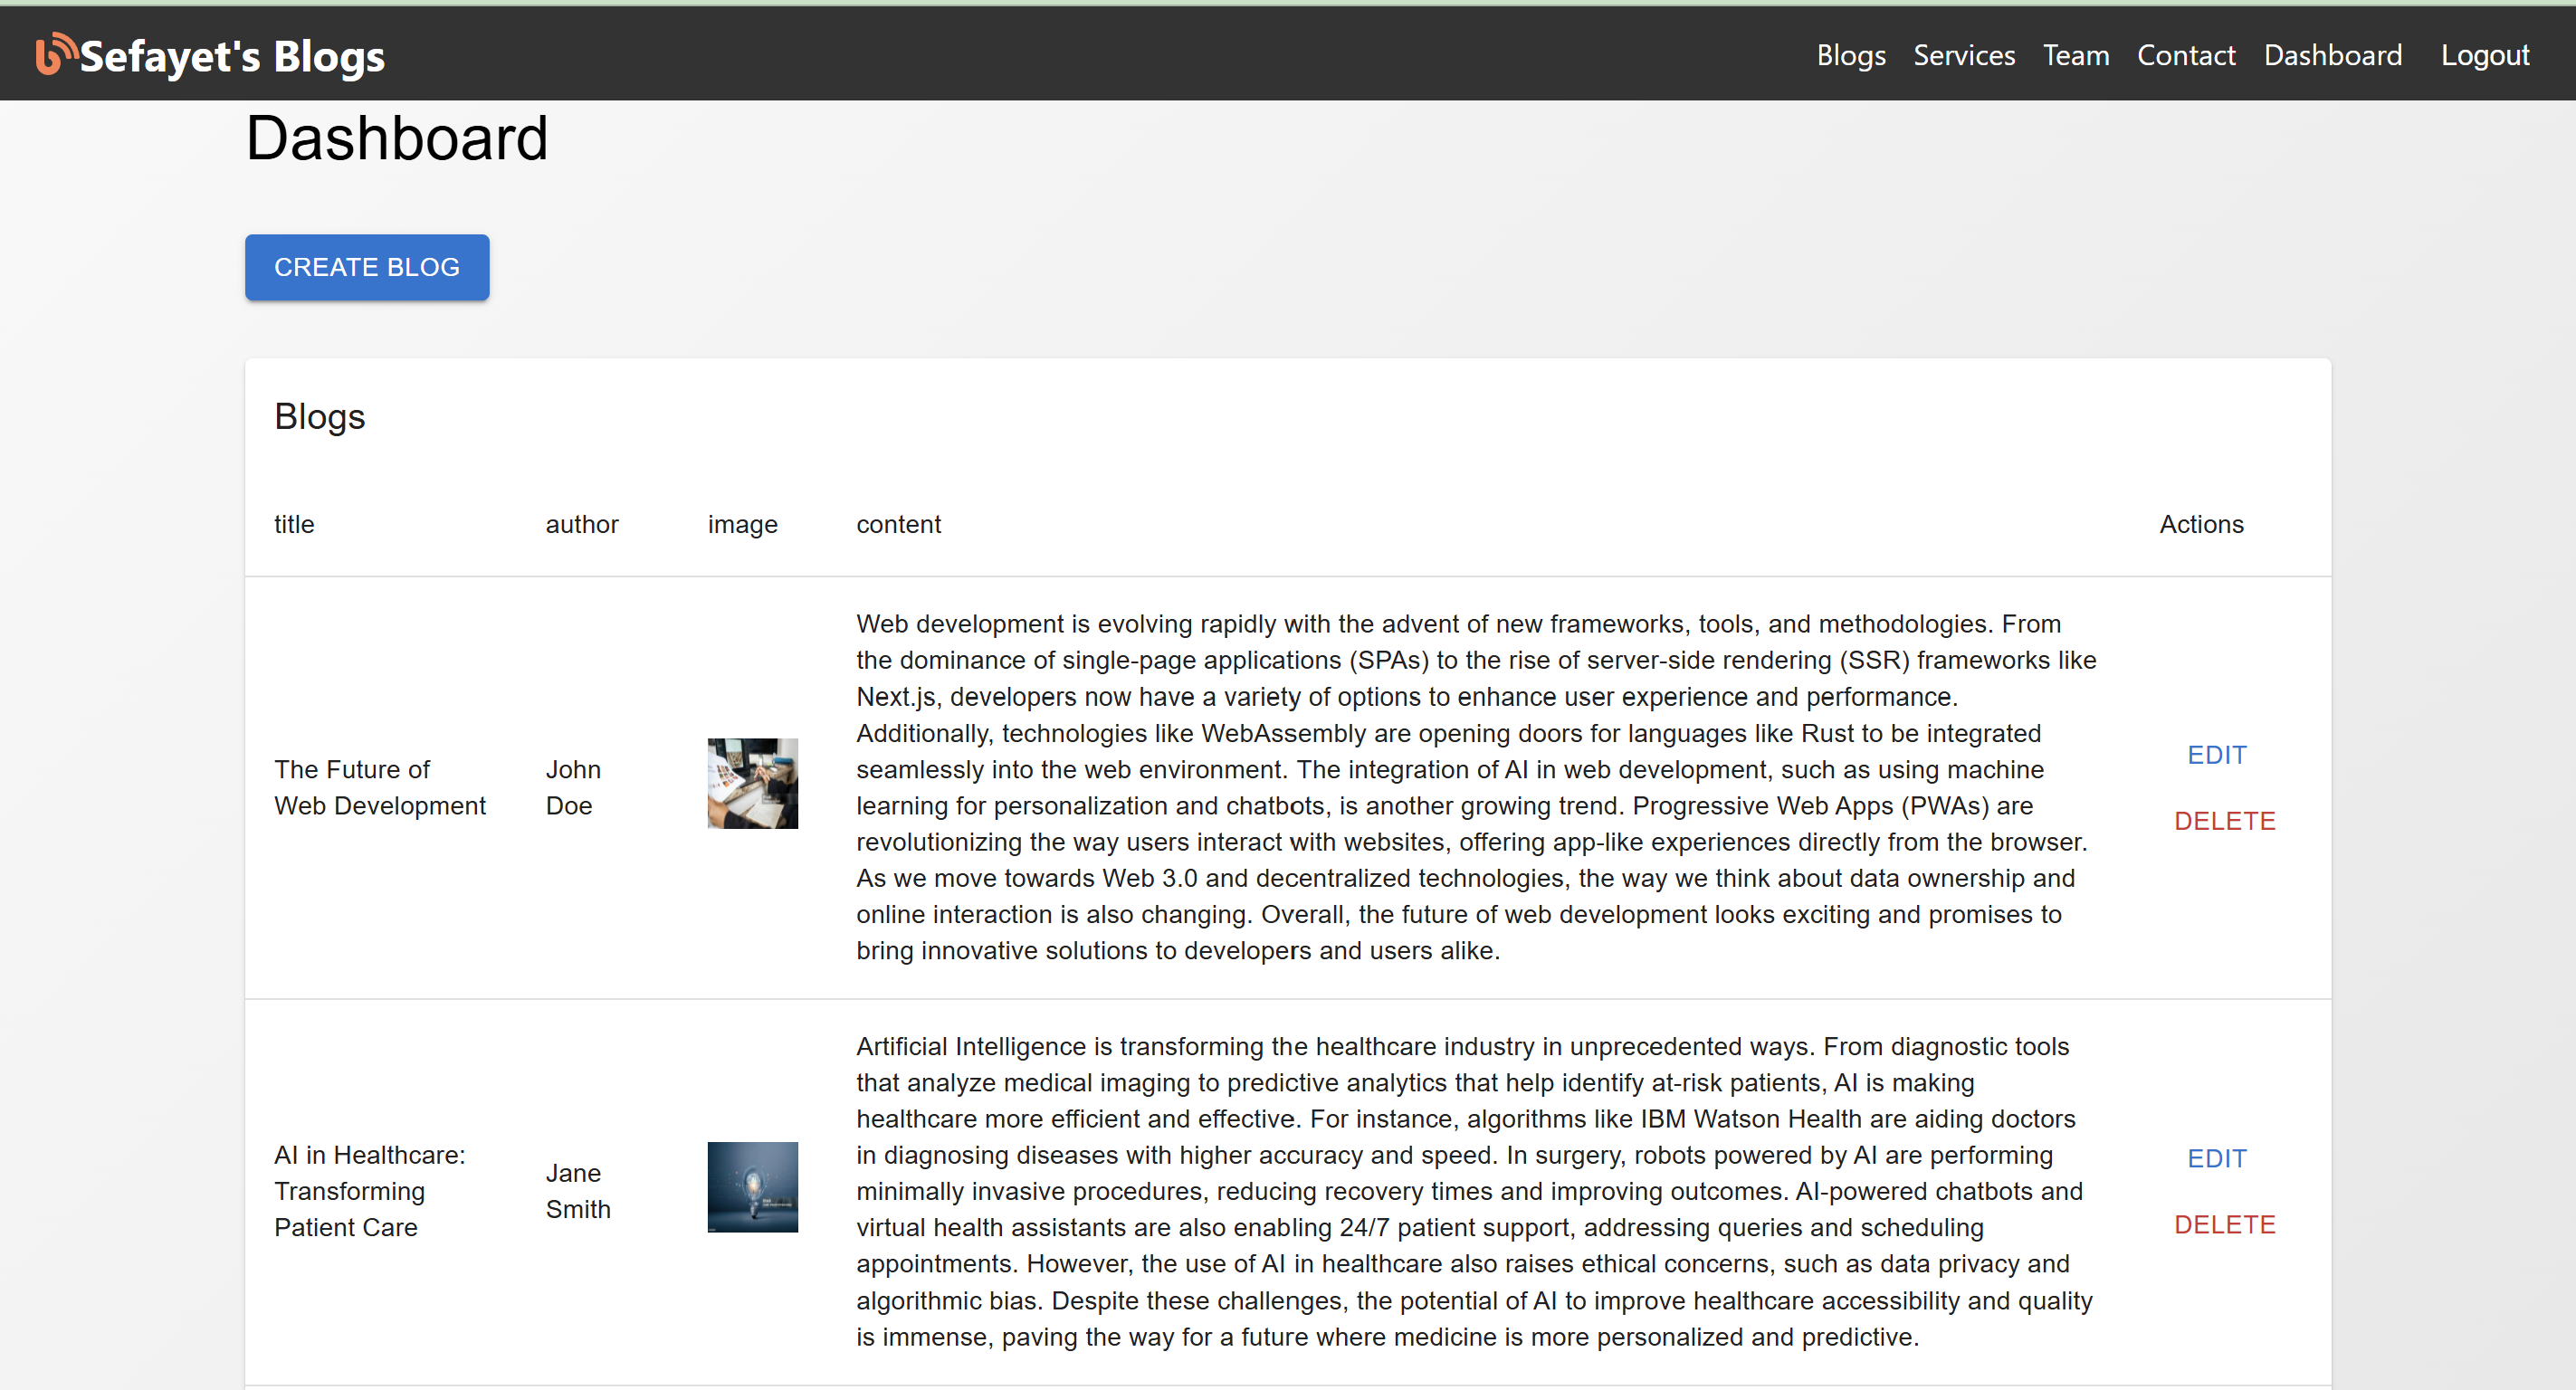 Sefayet's Blogs
Blogs Services Team Contact Dashboard Logout
Dashboard
CREATE BLOG
Blogs
title author image content Actions
The Future of
Web Development
John
Doe
Web development is evolving rapidly with the advent of new frameworks, tools, and methodologies. From
the dominance of single-page applications (SPAs) to the rise of server-side rendering (SSR) frameworks like
Next.js, developers now have a variety of options to enhance user experience and performance.
Additionally, technologies like WebAssembly are opening doors for languages like Rust to be integrated
seamlessly into the web environment. The integration of AI in web development, such as using machine
learning for personalization and chatbots, is another growing trend. Progressive Web Apps (PWAs) are
revolutionizing the way users interact with websites, offering app-like experiences directly from the browser.
As we move towards Web 3.0 and decentralized technologies, the way we think about data ownership and
online interaction is also changing. Overall, the future of web development looks exciting and promises to
bring innovative solutions to developers and users alike.
EDIT
DELETE
AI in Healthcare:
Transforming
Patient Care
Jane
Smith
Artificial Intelligence is transforming the healthcare industry in unprecedented ways. From diagnostic tools
that analyze medical imaging to predictive analytics that help identify at-risk patients, AI is making
healthcare more efficient and effective. For instance, algorithms like IBM Watson Health are aiding doctors
in diagnosing diseases with higher accuracy and speed. In surgery, robots powered by AI are performing
minimally invasive procedures, reducing recovery times and improving outcomes. AI-powered chatbots and
virtual health assistants are also enabling 24/7 patient support, addressing queries and scheduling
appointments. However, the use of AI in healthcare also raises ethical concerns, such as data privacy and
algorithmic bias. Despite these challenges, the potential of AI to improve healthcare accessibility and quality
is immense, paving the way for a future where medicine is more personalized and predictive.
EDIT
DELETE